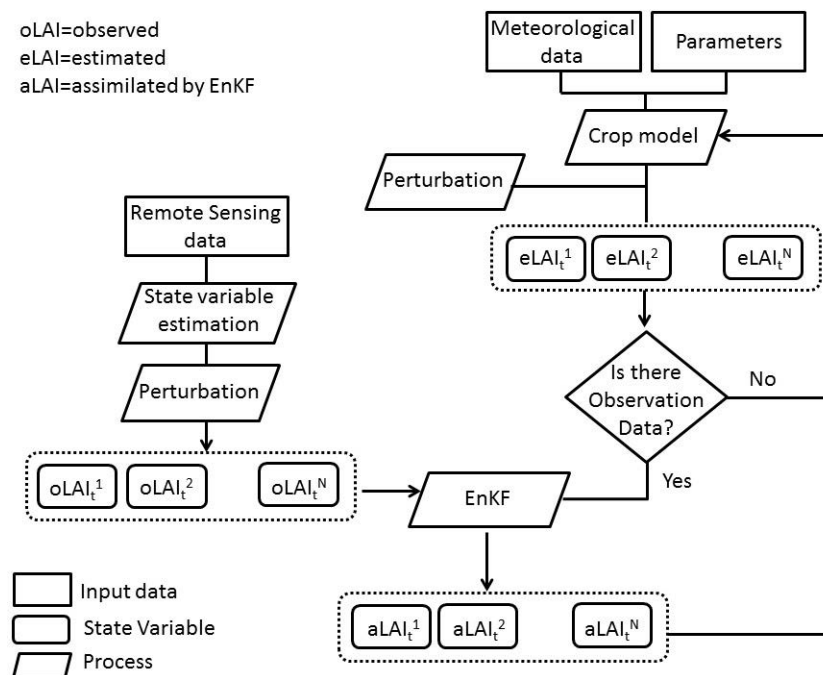 oLAI=observed
eLAI=estimated
aLAI=assimilated by EnKF
Meteorological
data
Parameters
Crop model
Perturbation
Remote Sensing
data
eLAIₜ¹ eLAIₜ² eLAIₜᴺ
State variable
estimation
Is there
Observation
Data?
No
Perturbation
Yes
oLAIₜ¹ oLAIₜ² oLAIₜᴺ
EnKF
Input data
State Variable
Process
aLAIₜ¹ aLAIₜ² aLAIₜᴺ